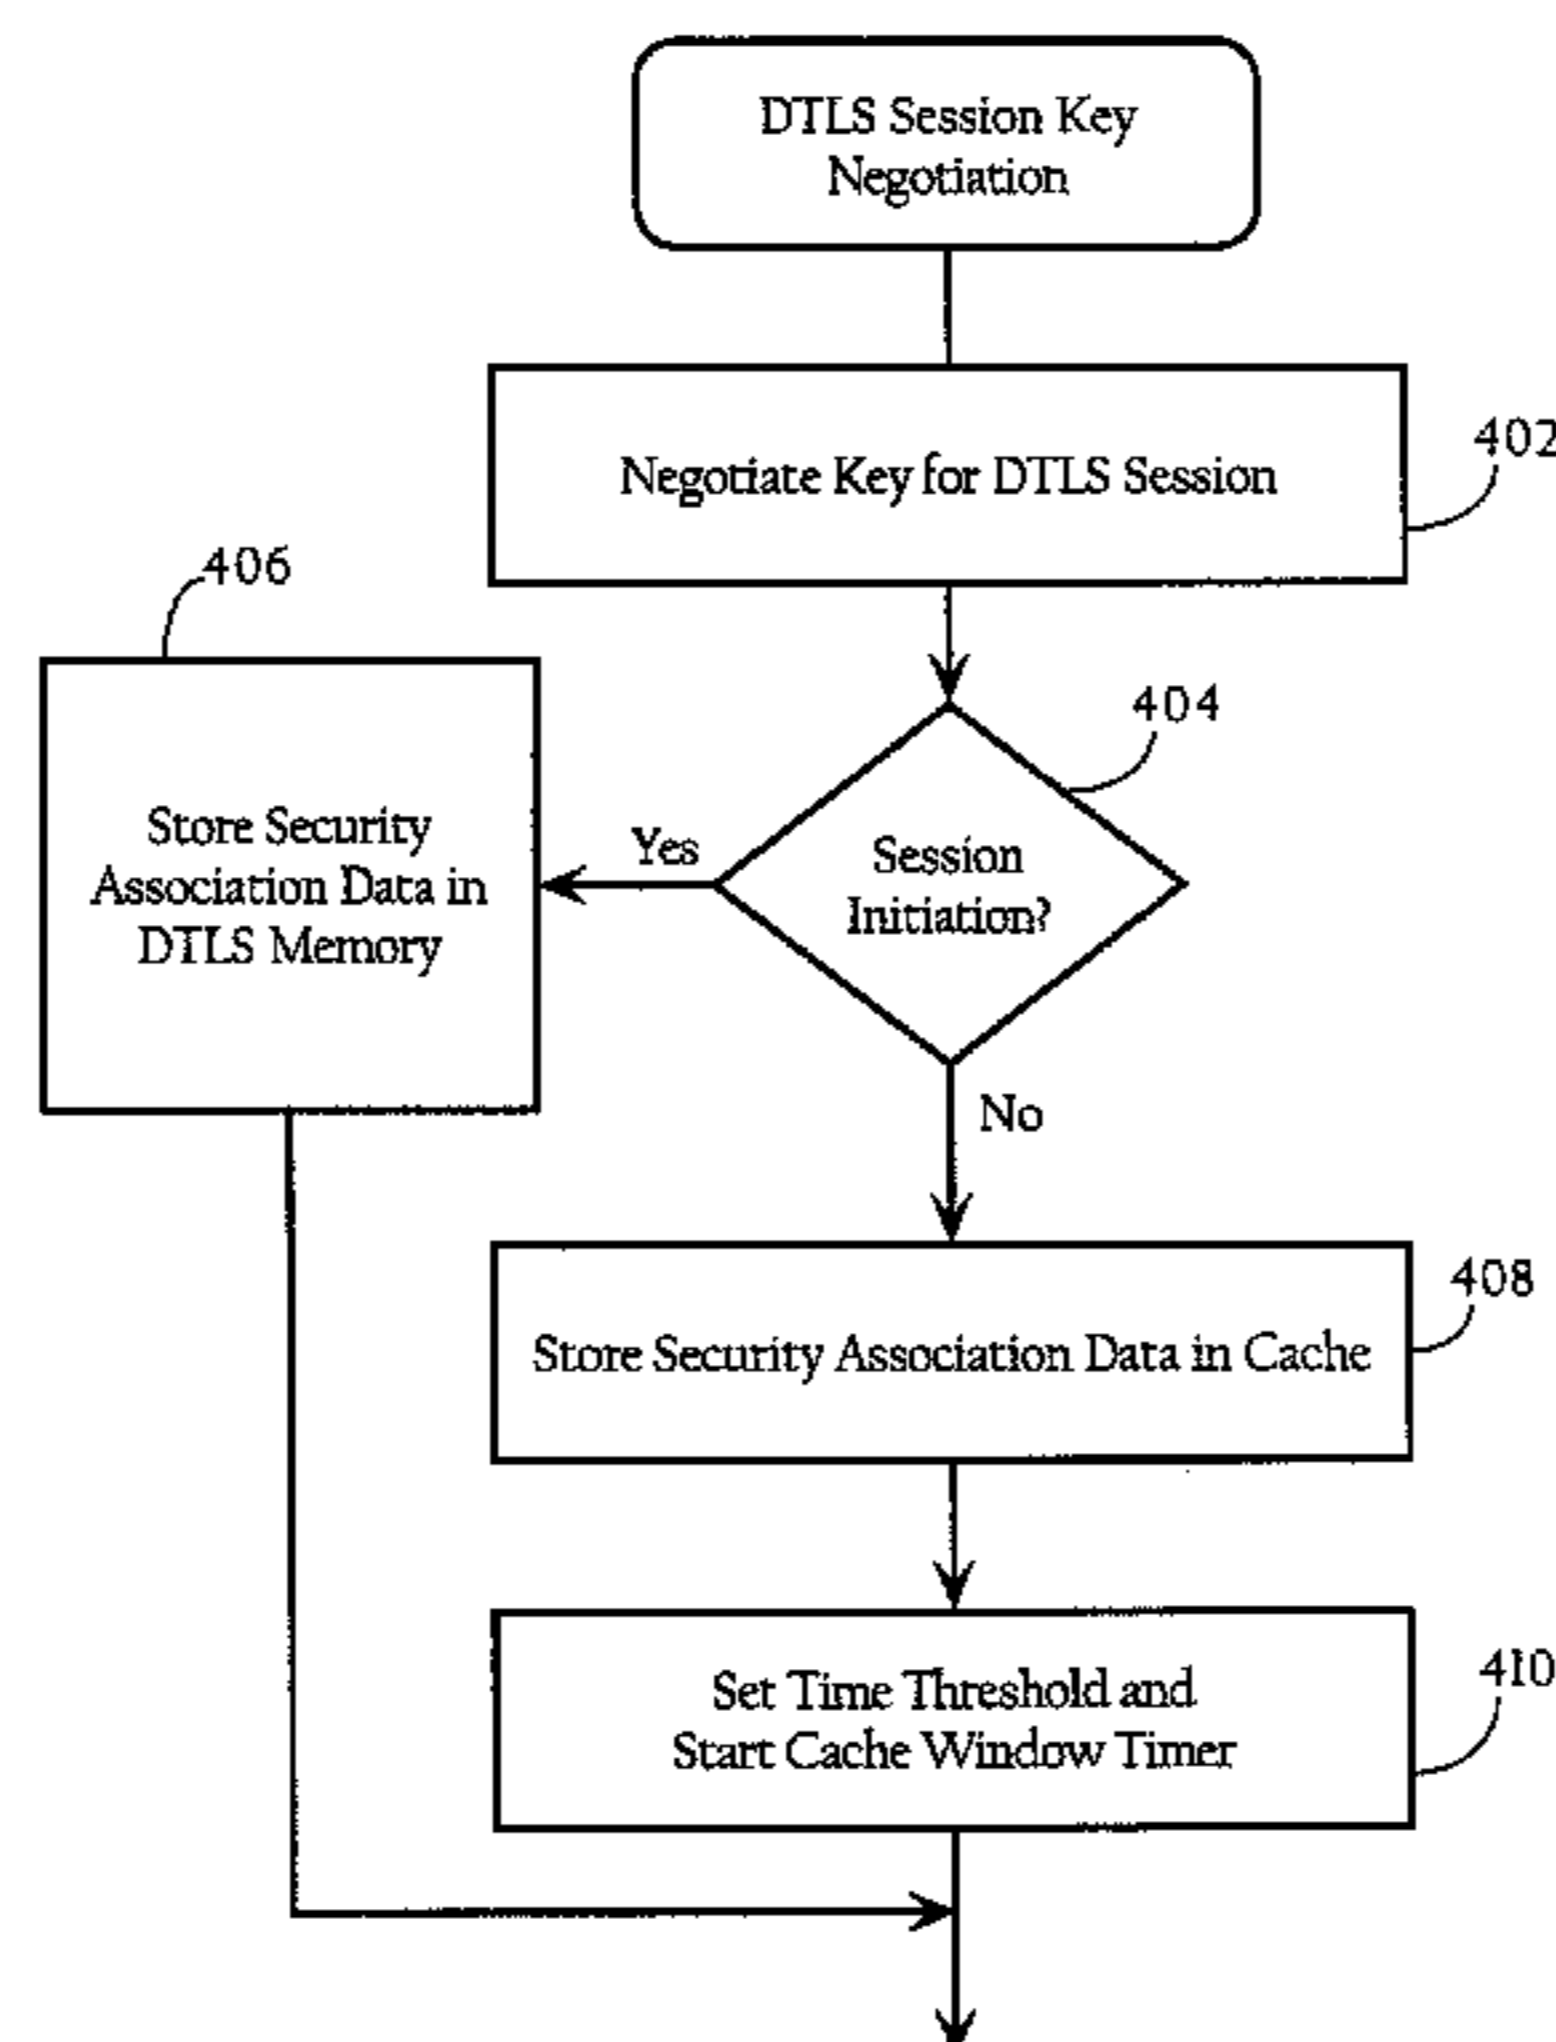 DTLS Session Key
Negotiation
402
Negotiate Key for DTLS Session
406
404
Store Security
Association Data in
DTLS Memory
Yes
Session
Initiation?
No
408
Store Security Association Data in Cache
410
Set Time Threshold and
Start Cache Window Timer